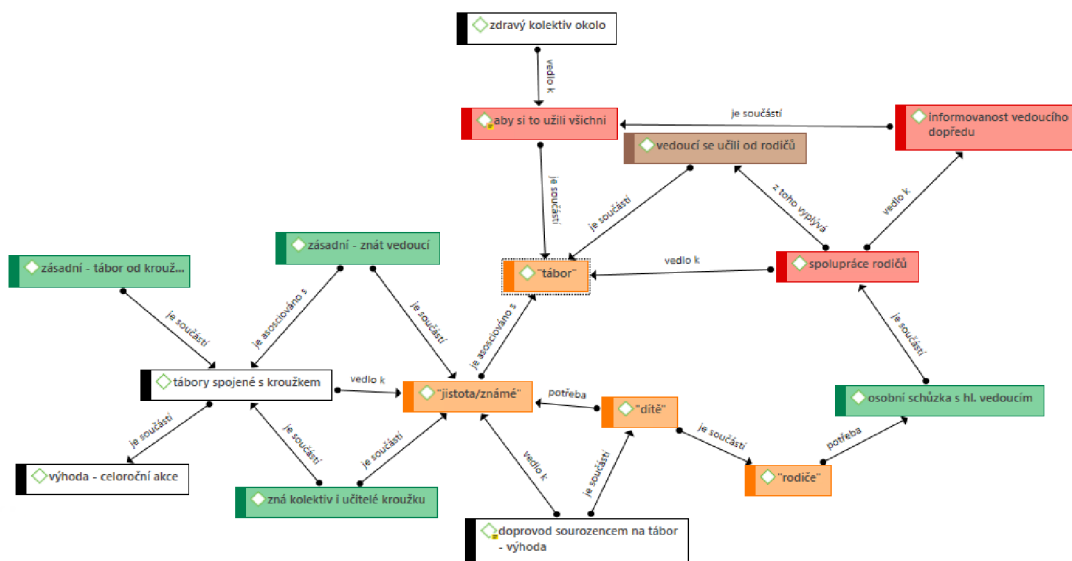 zdravý kolektiv okolo
vedlo k
aby si to užili všichni
je součástí
informovanost vedoucího
dopředu
vedoucí se učili od rodičů
je součástí
je součástí
z toho vyplývá
vedlo k
zásadní - znát vedoucí
zásadní - tábor od krouž...
"tábor"
vedlo k
spolupráce rodičů
je součástí
je asosciováno s
je součástí
je asosciováno s
je součástí
tábory spojené s kroužkem
vedlo k
"jistota/známé"
potřeba
"dítě"
osobní schůzka s hl. vedoucím
je součástí
je součástí
je součástí
vedlo k
je součástí
je součástí
potřeba
výhoda - celoroční akce
zná kolektiv i učitelé kroužku
"rodiče"
doprovod sourozencem na tábor
- výhoda